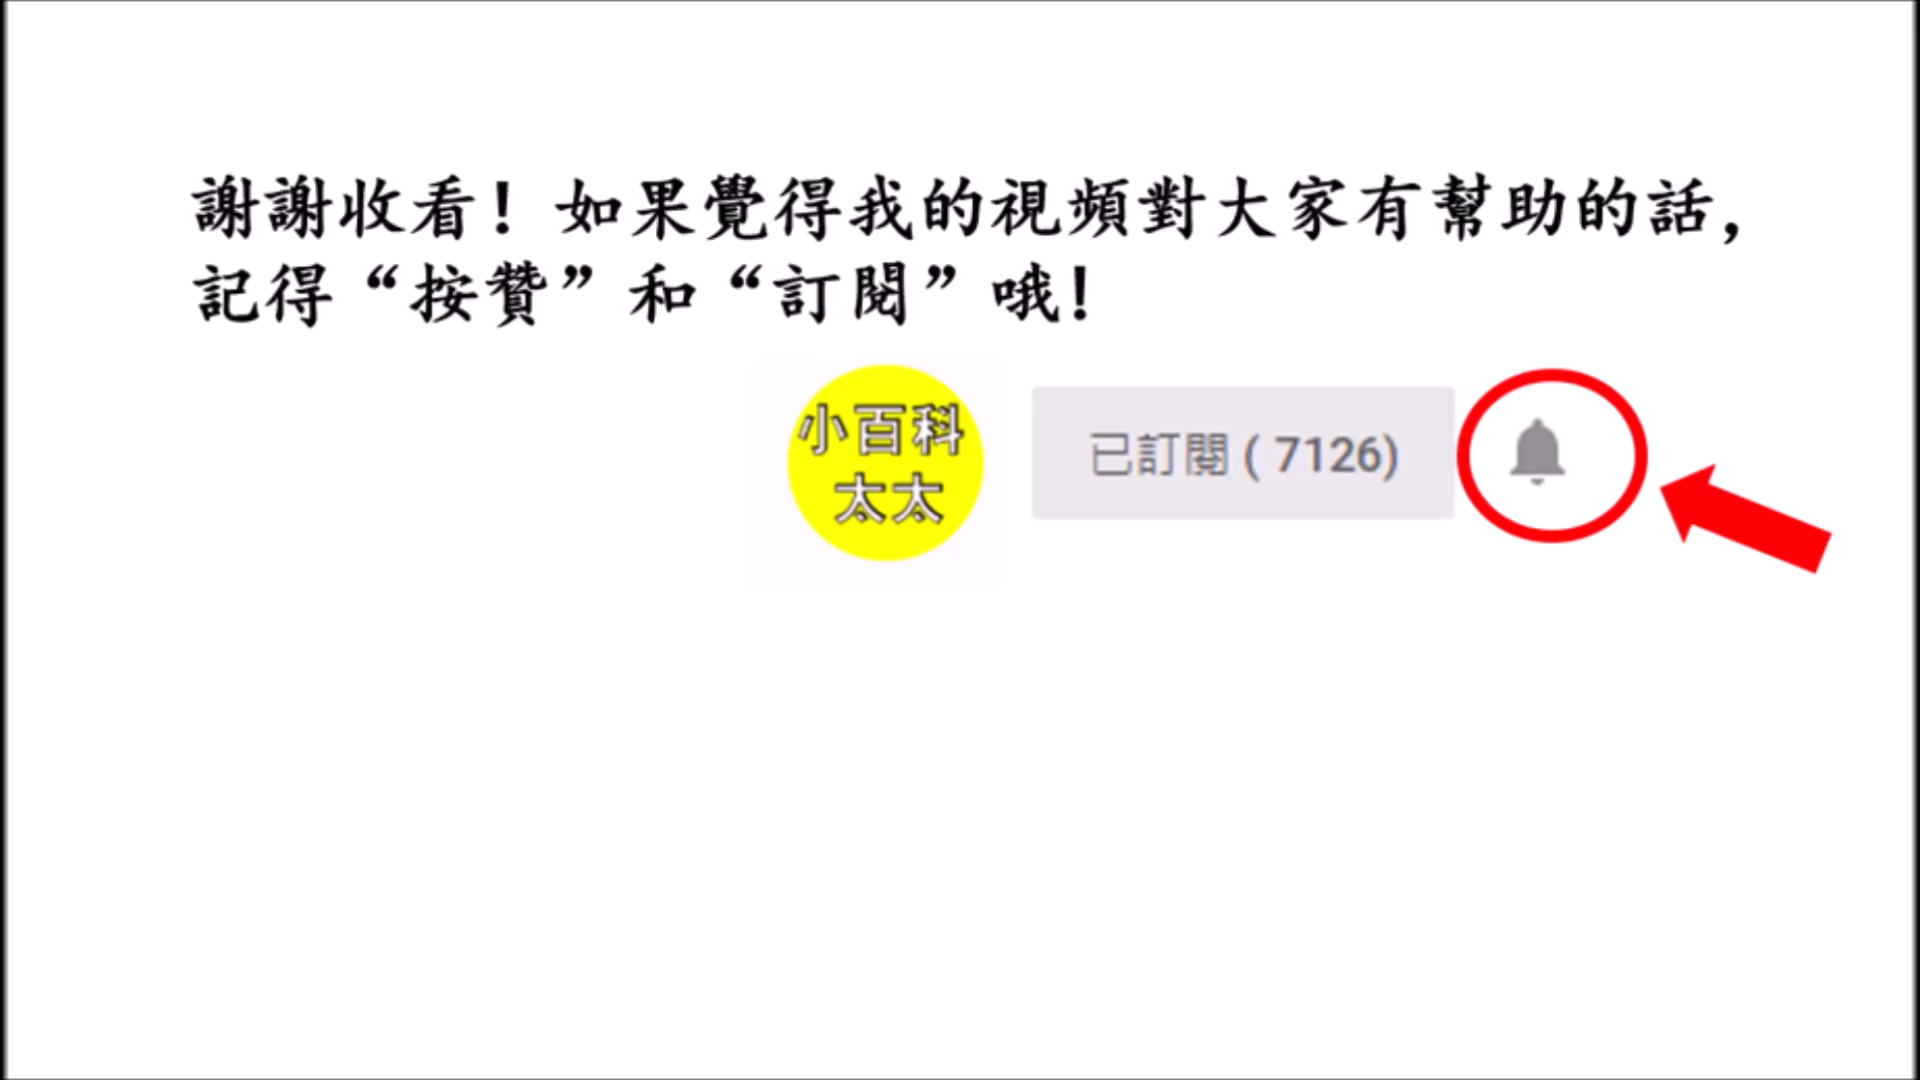 謝謝收看！如果覺得我的視頻對大家有幫助的話，
記得“按贊”和“訂閱”哦！
小百科
太太
已訂閱 ( 7126)